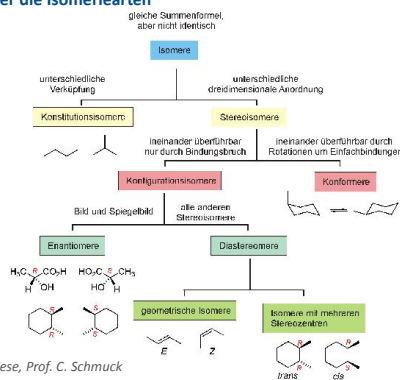 er die Isomeriearten
gleiche Summenformel,
aber nicht identisch
Isomere
unterschiedliche
Verküpfung
unterschiedliche
dreidimensionale Anordnung
Konstitutionsisomere
Stereoisomere
ineinander überführbar
nur durch Bindungsbruch
ineinander überführbar durch
Rotationen um Einfachbindungen
Konfigurationsisomere
Konformere
Bild und Spiegelbild
alle anderen
Stereoisomere
Enantiomere
Diastereomere
H₃C R CO₂H
H OH
HO₂C S CH₃
HO H
R
R
S
S
geometrische Isomere
Isomere mit mehreren
Stereozentren
E
Z
R
R
trans
R
S
cis
ese, Prof. C. Schmuck